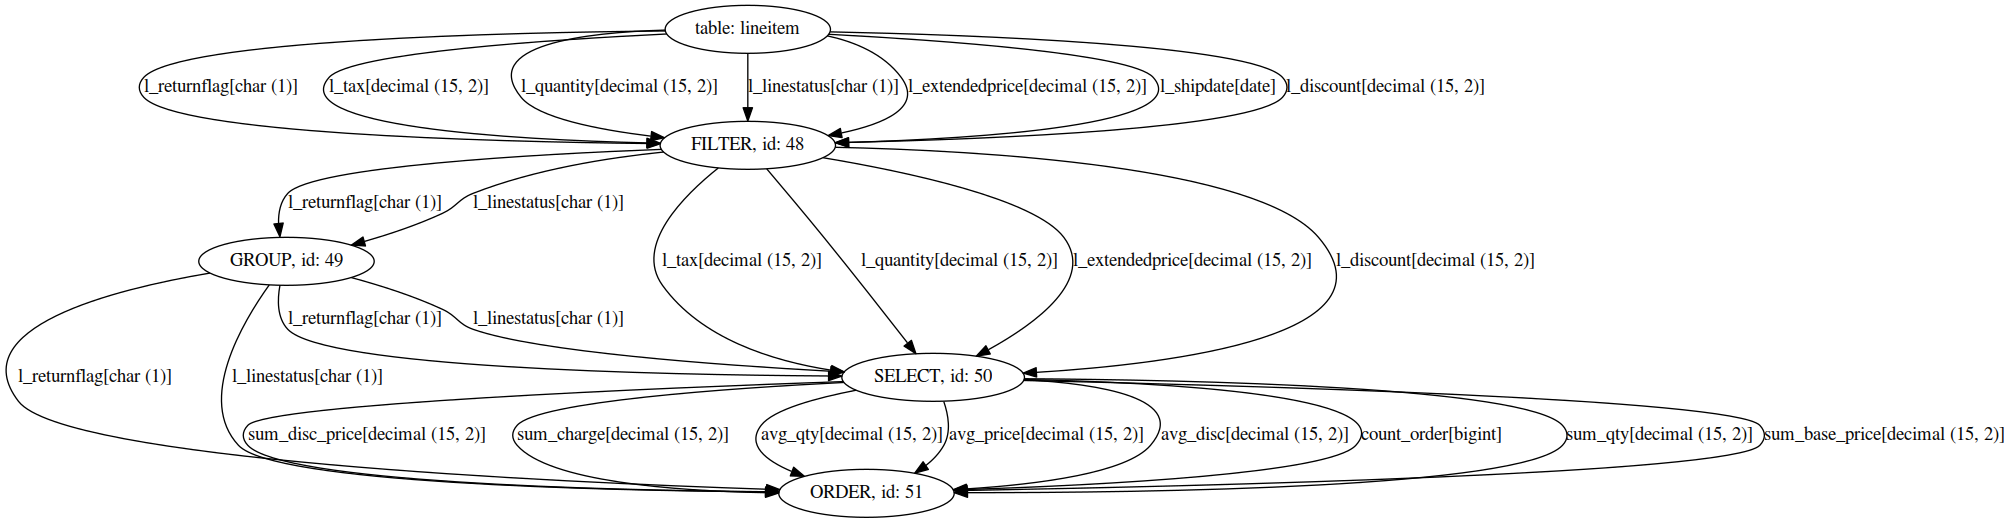 table: lineitem
l_returnflag[char (1)]
l_tax[decimal (15, 2)]
l_quantity[decimal (15, 2)]
l_linestatus[char (1)]
l_extendedprice[decimal (15, 2)]
l_shipdate[date]
l_discount[decimal (15, 2)]
FILTER, id: 48
l_returnflag[char (1)]
l_linestatus[char (1)]
GROUP, id: 49
l_tax[decimal (15, 2)]
l_quantity[decimal (15, 2)]
l_extendedprice[decimal (15, 2)]
l_discount[decimal (15, 2)]
l_returnflag[char (1)]
l_linestatus[char (1)]
l_returnflag[char (1)]
l_linestatus[char (1)]
SELECT, id: 50
sum_disc_price[decimal (15, 2)]
sum_charge[decimal (15, 2)]
avg_qty[decimal (15, 2)]
avg_price[decimal (15, 2)]
avg_disc[decimal (15, 2)]
count_order[bigint]
sum_qty[decimal (15, 2)]
sum_base_price[decimal (15, 2)]
ORDER, id: 51